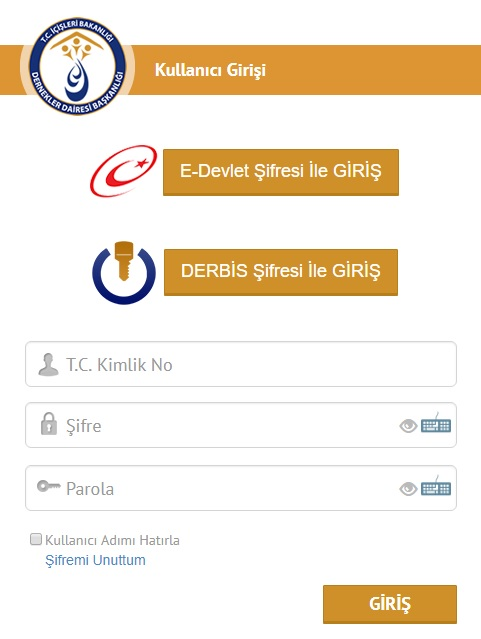 T.C. İÇİŞLERİ BAKANLIĞI
DERNEKLER DAİRESİ BAŞKANLIĞI
Kullanıcı Girişi
E-Devlet Şifresi İle GİRİŞ
DERBİS Şifresi İle GİRİŞ
T.C. Kimlik No
Şifre
Parola
Kullanıcı Adımı Hatırla
Şifremi Unuttum
GİRİŞ